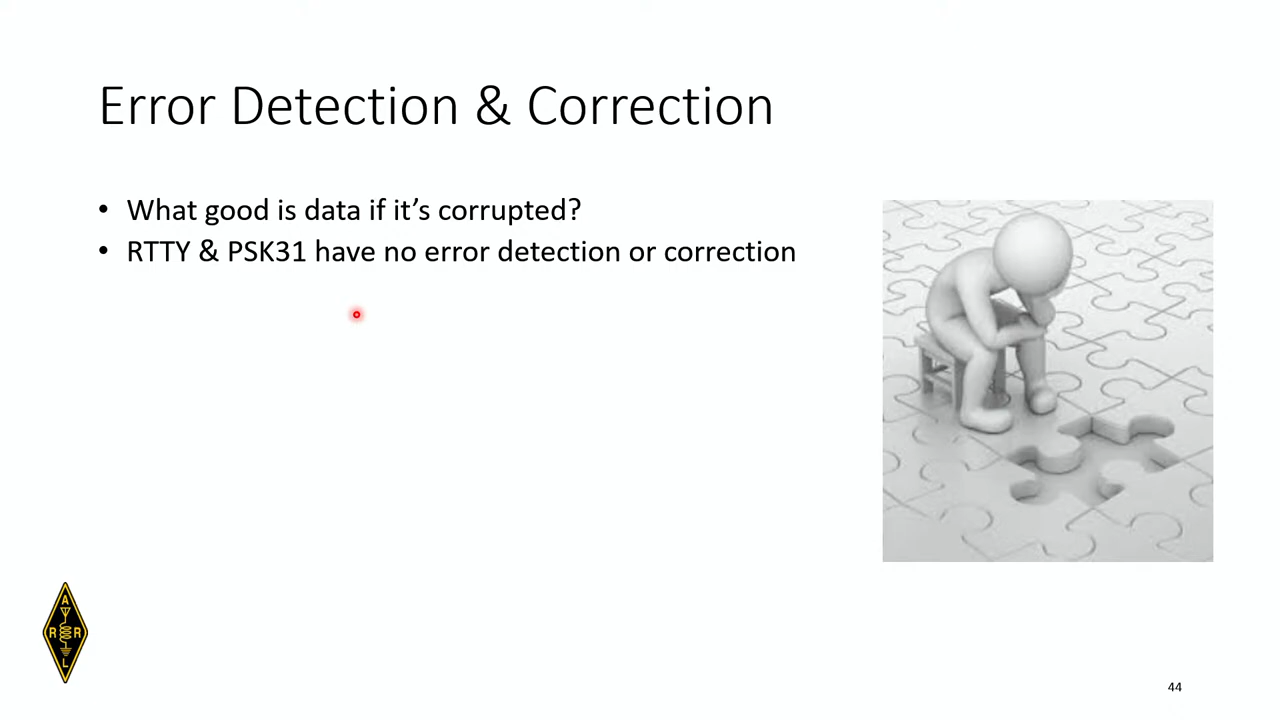 Error Detection & Correction
• What good is data if it’s corrupted?
• RTTY & PSK31 have no error detection or correction
A
R R
L
44